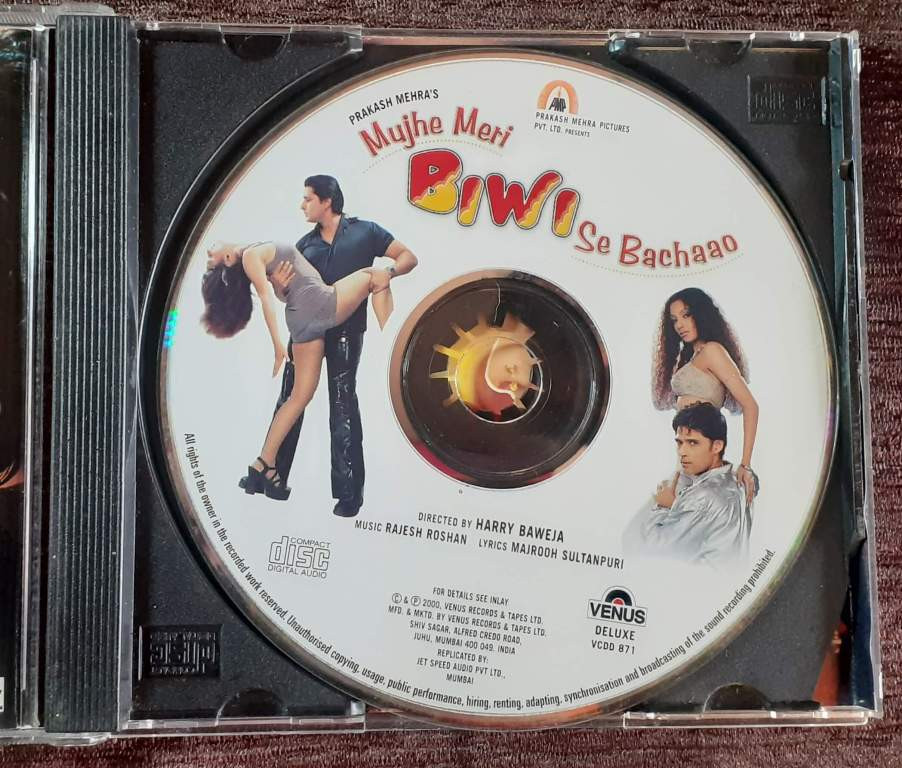 PRAKASH MEHRA'S
Mujhe Meri
BIWI
Se Bachaao
PMP
PRAKASH MEHRA PICTURES
PVT. LTD. PRESENTS
DIRECTED BY HARRY BAWEJA
MUSIC RAJESH ROSHAN LYRICS MAJROOH SULTANPURI
COMPACT
disc
DIGITAL AUDIO
FOR DETAILS SEE INLAY
© & ℗ 2000, VENUS RECORDS & TAPES LTD.
MFD. & MKTD. BY VENUS RECORDS & TAPES LTD.
SHIV SAGAR, ALFRED CREDO ROAD,
JUHU, MUMBAI 400 049. INDIA
REPLICATED BY:
JET SPEED AUDIO PVT LTD.,
MUMBAI
VENUS
DELUXE
VCDD 871
All rights of the owner in the recorded work reserved. Unauthorised copying, usage, public performance, hiring, renting, adapting, synchronisation and broadcasting of the sound recording prohibited.